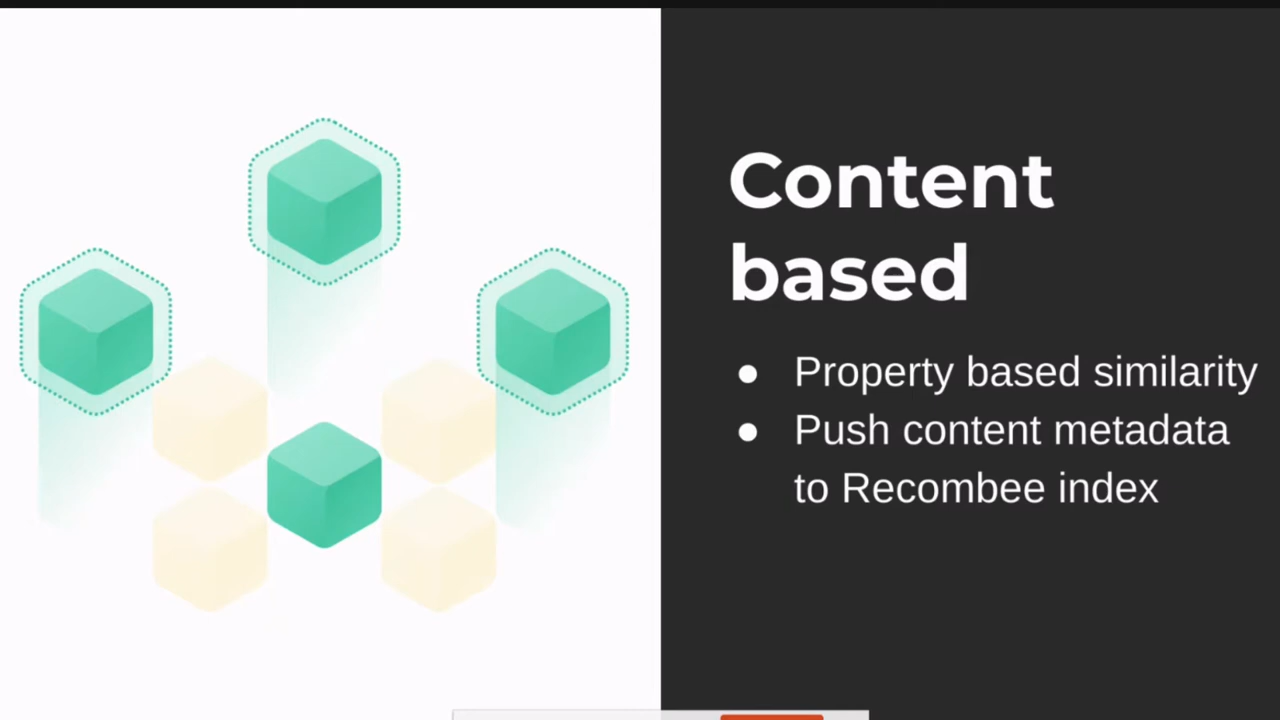 Content
based
● Property based similarity
● Push content metadata
to Recombee index